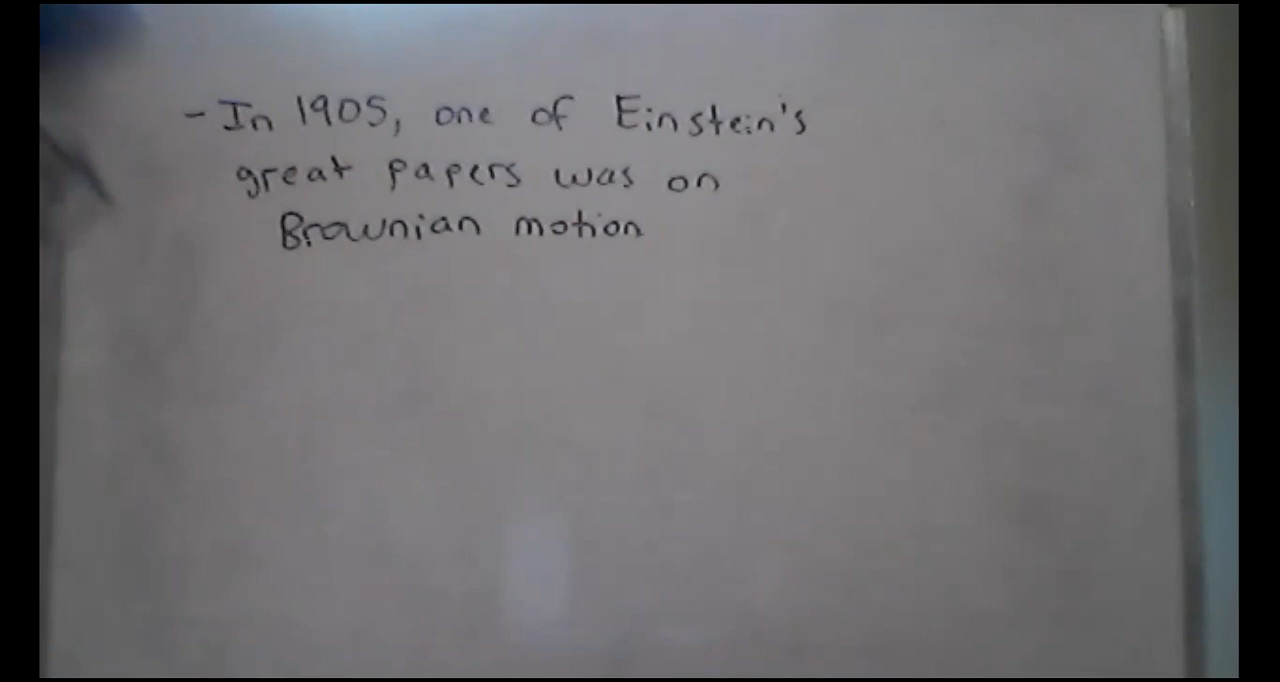 - In 1905, one of Einstein's
great papers was on
Brownian motion